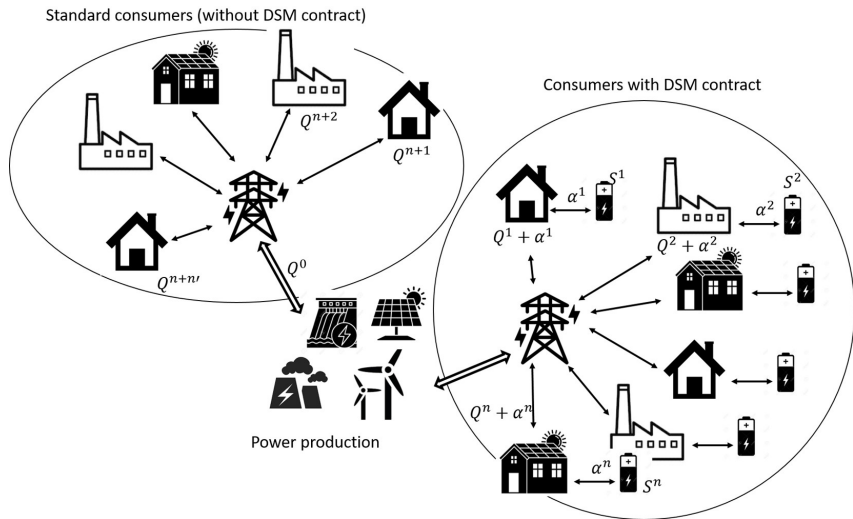 Standard consumers (without DSM contract)
Q^{n+2}
Q^{n+1}
Q^{n+n′}
Q^0
Power production
Consumers with DSM contract
S^1
α^1
Q^1 + α^1
S^2
α^2
Q^2 + α^2
Q^n + α^n
α^n
S^n